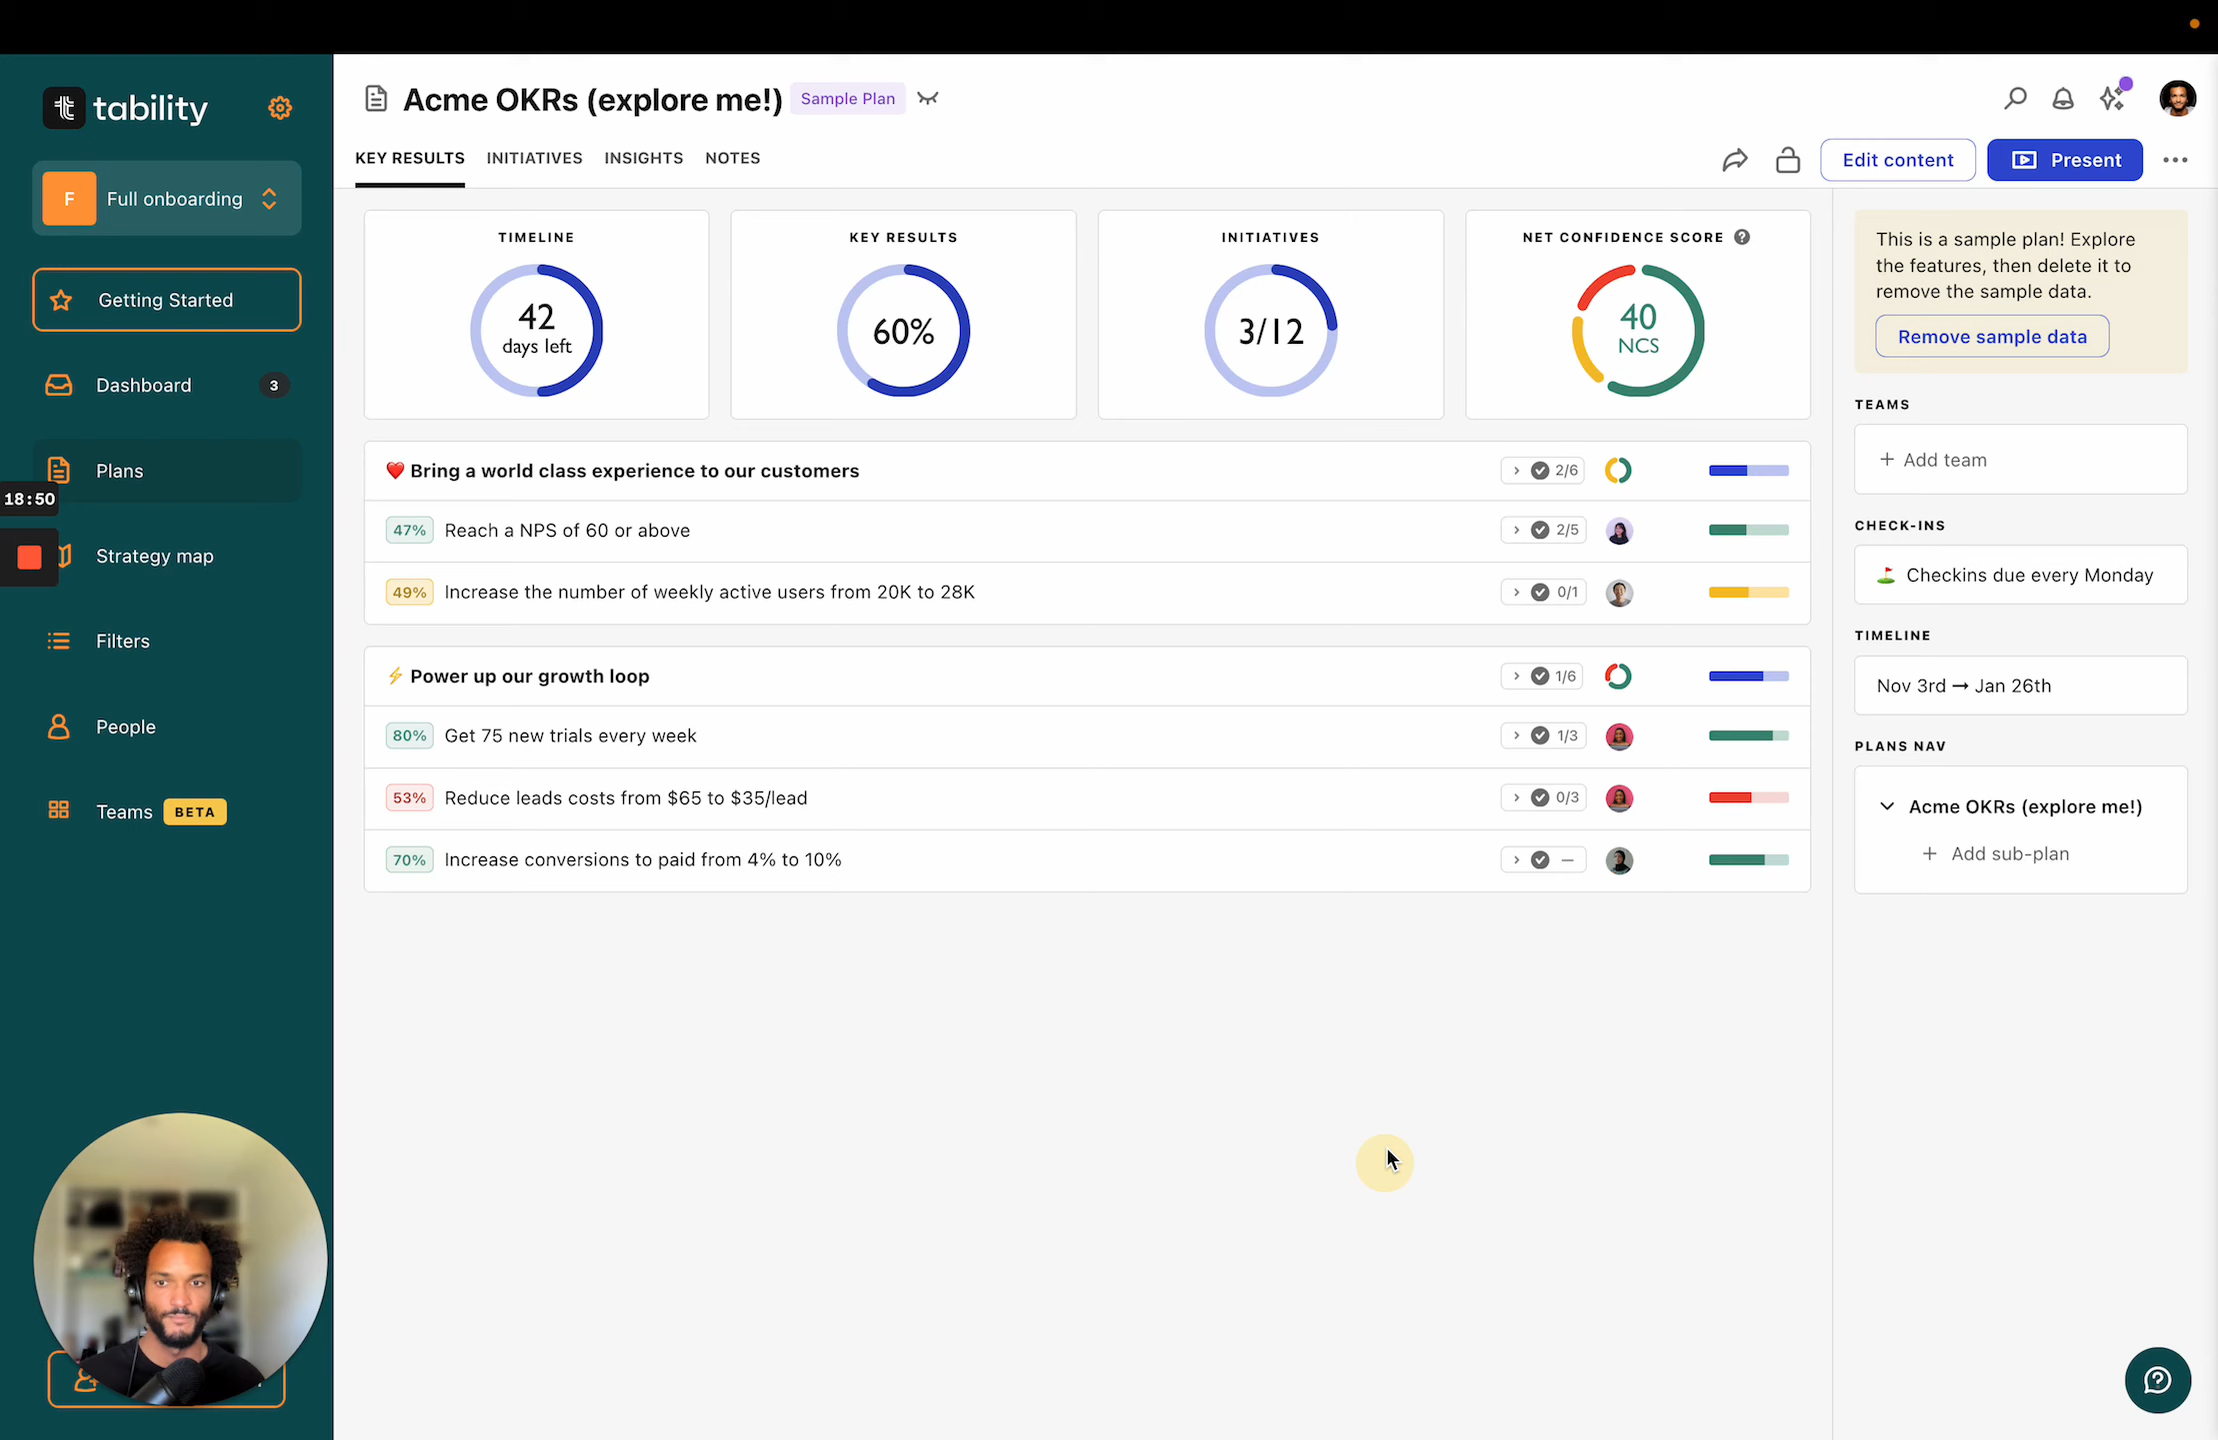 tability
F
Full onboarding
Getting Started
Dashboard
3
Plans
18:50
Strategy map
Filters
People
Teams
BETA
Acme OKRs (explore me!)
Sample Plan
KEY RESULTS
INITIATIVES
INSIGHTS
NOTES
Edit content
Present
TIMELINE
42
days left
KEY RESULTS
60%
INITIATIVES
3/12
NET CONFIDENCE SCORE
40
NCS
❤️ Bring a world class experience to our customers
2/6
47%
Reach a NPS of 60 or above
2/5
49%
Increase the number of weekly active users from 20K to 28K
0/1
⚡ Power up our growth loop
1/6
80%
Get 75 new trials every week
1/3
53%
Reduce leads costs from $65 to $35/lead
0/3
70%
Increase conversions to paid from 4% to 10%
—
This is a sample plan! Explore
the features, then delete it to
remove the sample data.
Remove sample data
TEAMS
+ Add team
CHECK-INS
Checkins due every Monday
TIMELINE
Nov 3rd → Jan 26th
PLANS NAV
Acme OKRs (explore me!)
+ Add sub-plan